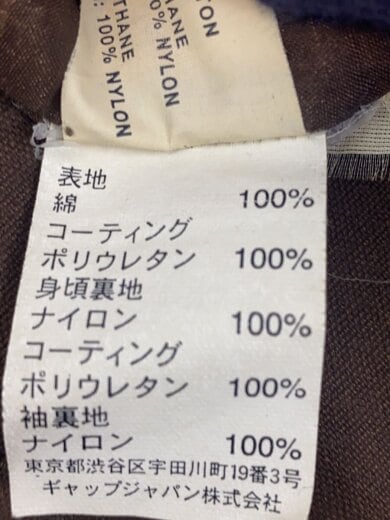 TON
HANE
0% NYLON
THANE
: 100% NYLON
表地
綿 100%
コーティング
ポリウレタン 100%
身頃裏地
ナイロン 100%
コーティング
ポリウレタン 100%
袖裏地
ナイロン 100%
東京都渋谷区宇田川町19番3号
ギャップジャパン株式会社